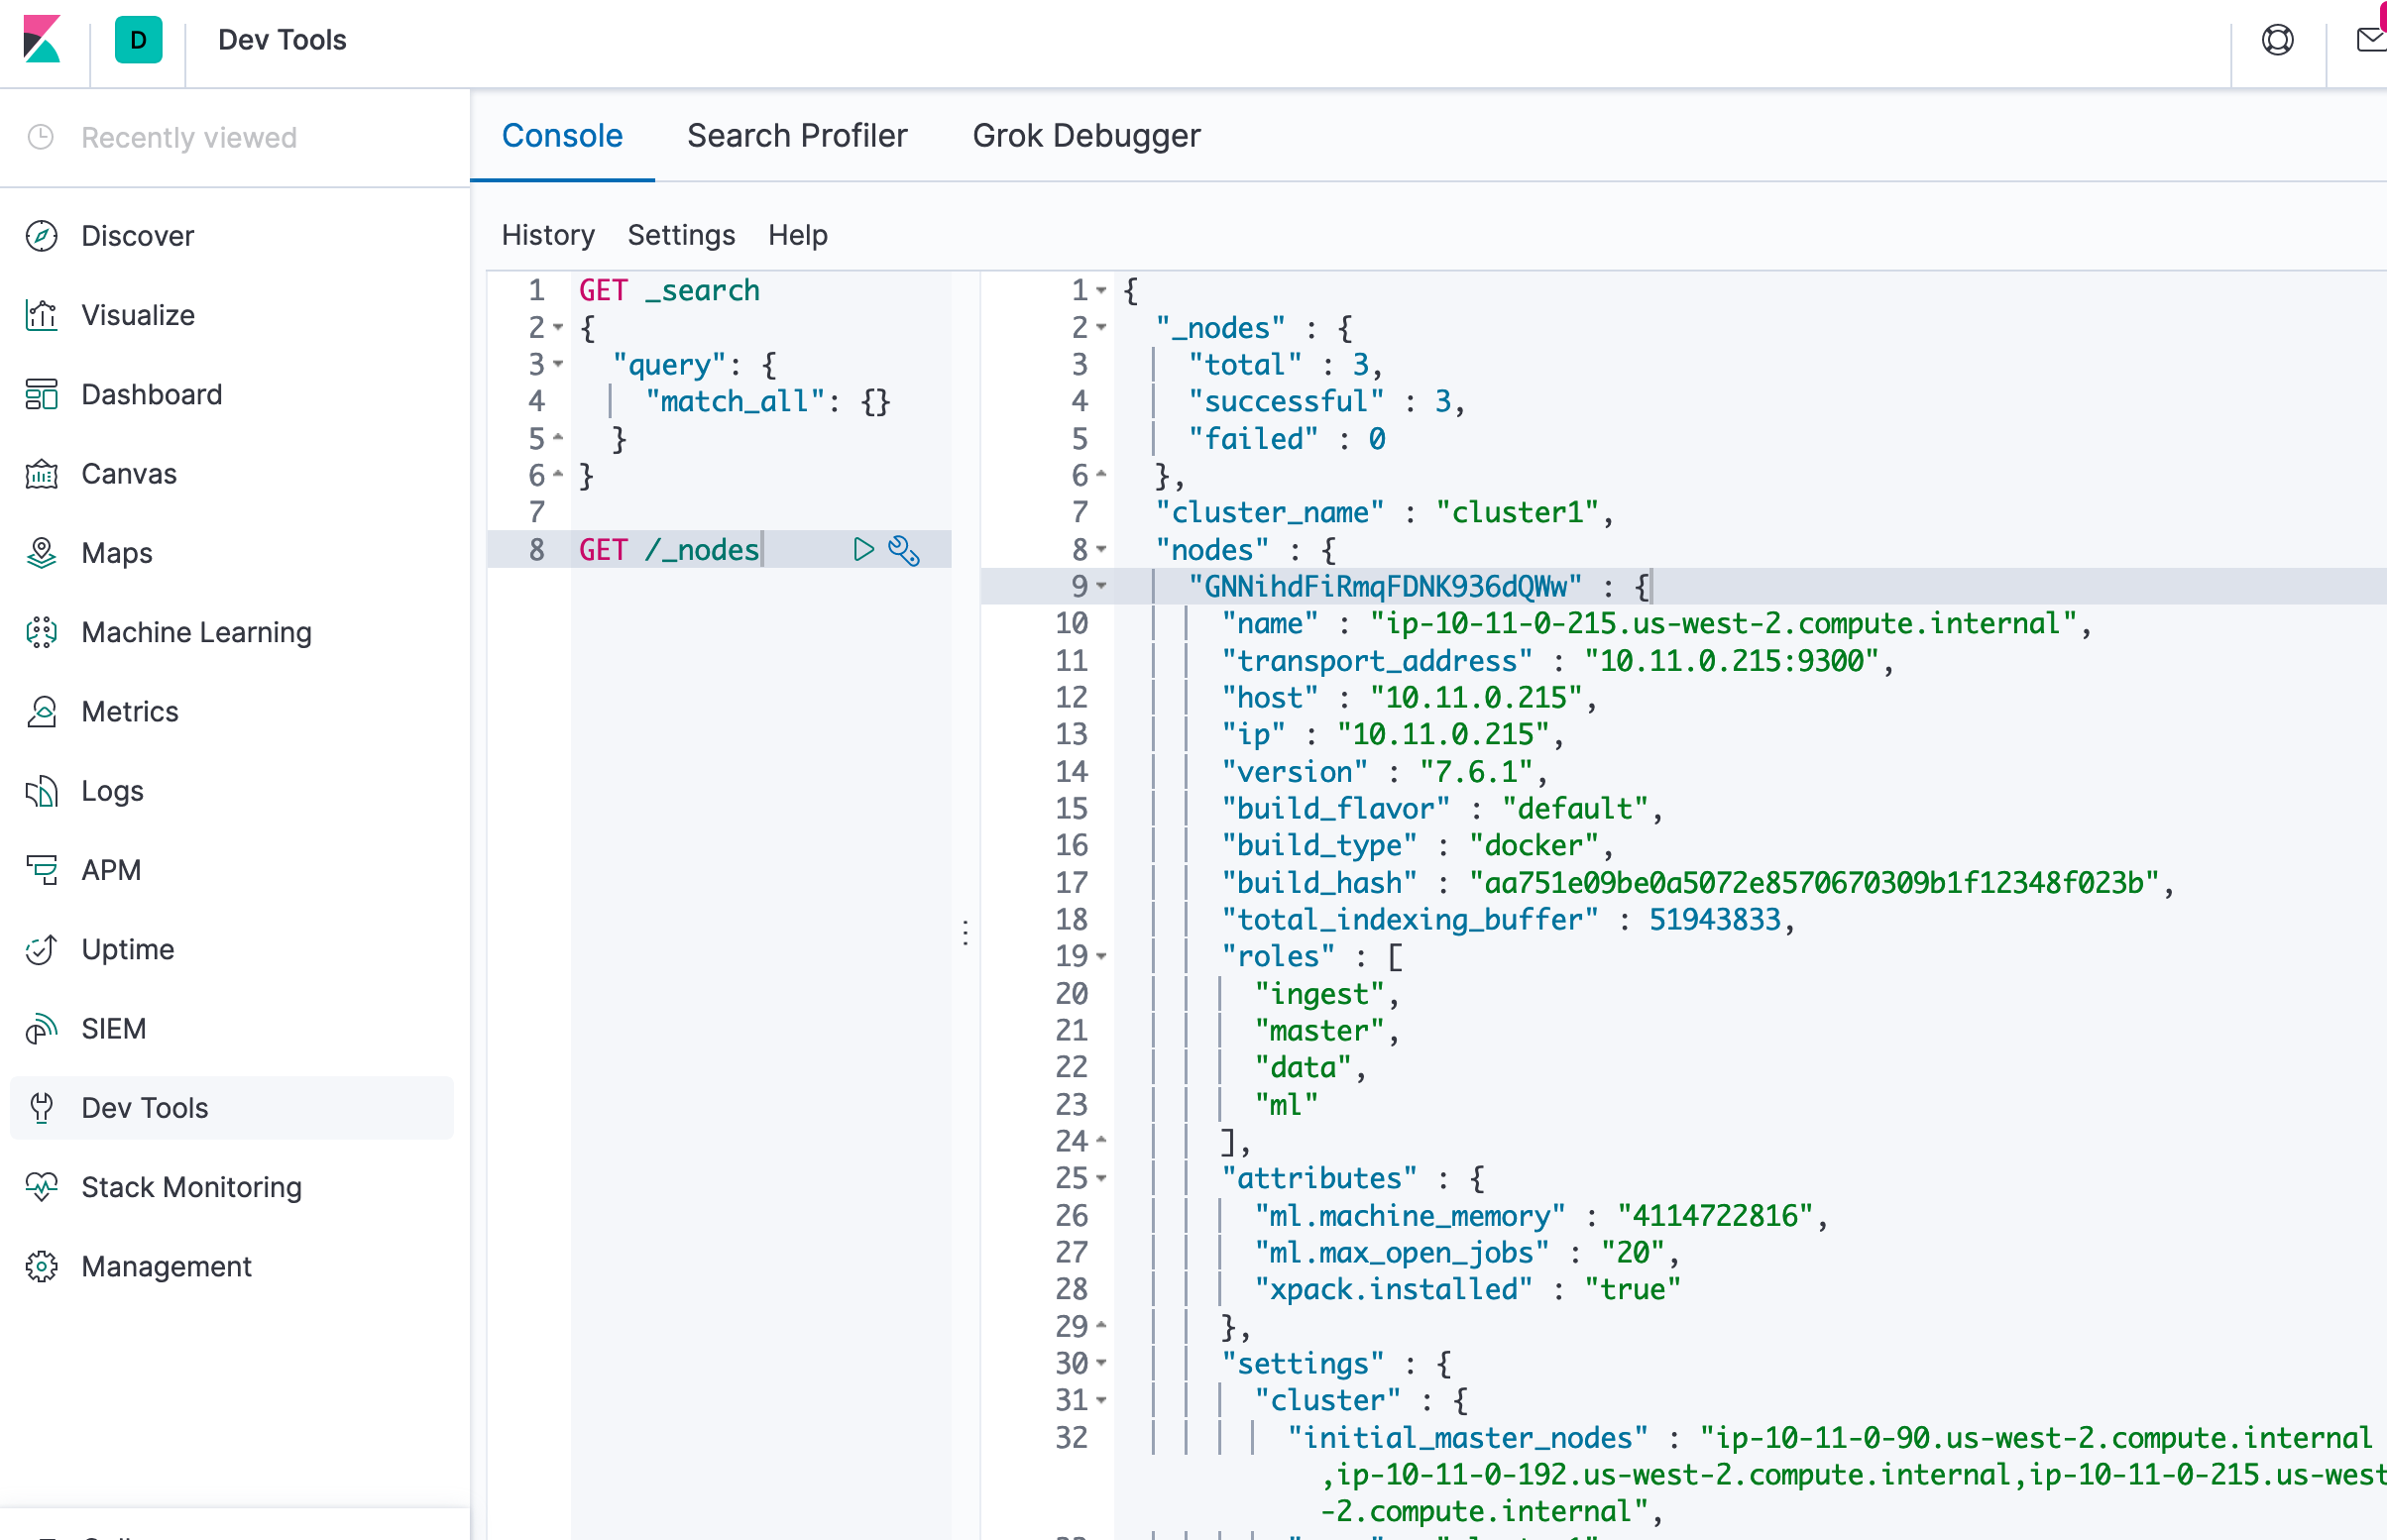 D
Dev Tools
Recently viewed
Discover
Visualize
Dashboard
Canvas
Maps
Machine Learning
Metrics
Logs
APM
Uptime
SIEM
Dev Tools
Stack Monitoring
Management
Console Search Profiler Grok Debugger
History Settings Help
1 GET _search
2 {
3 "query": {
4 "match_all": {}
5 }
6 }
7
8 GET /_nodes
1 {
2 "_nodes" : {
3 "total" : 3,
4 "successful" : 3,
5 "failed" : 0
6 },
7 "cluster_name" : "cluster1",
8 "nodes" : {
9 "GNNihdFiRmqFDNK936dQWw" : {
10 "name" : "ip-10-11-0-215.us-west-2.compute.internal",
11 "transport_address" : "10.11.0.215:9300",
12 "host" : "10.11.0.215",
13 "ip" : "10.11.0.215",
14 "version" : "7.6.1",
15 "build_flavor" : "default",
16 "build_type" : "docker",
17 "build_hash" : "aa751e09be0a5072e8570670309b1f12348f023b",
18 "total_indexing_buffer" : 51943833,
19 "roles" : [
20 "ingest",
21 "master",
22 "data",
23 "ml"
24 ],
25 "attributes" : {
26 "ml.machine_memory" : "4114722816",
27 "ml.max_open_jobs" : "20",
28 "xpack.installed" : "true"
29 },
30 "settings" : {
31 "cluster" : {
32 "initial_master_nodes" : "ip-10-11-0-90.us-west-2.compute.internal
,ip-10-11-0-192.us-west-2.compute.internal,ip-10-11-0-215.us-west
-2.compute.internal",